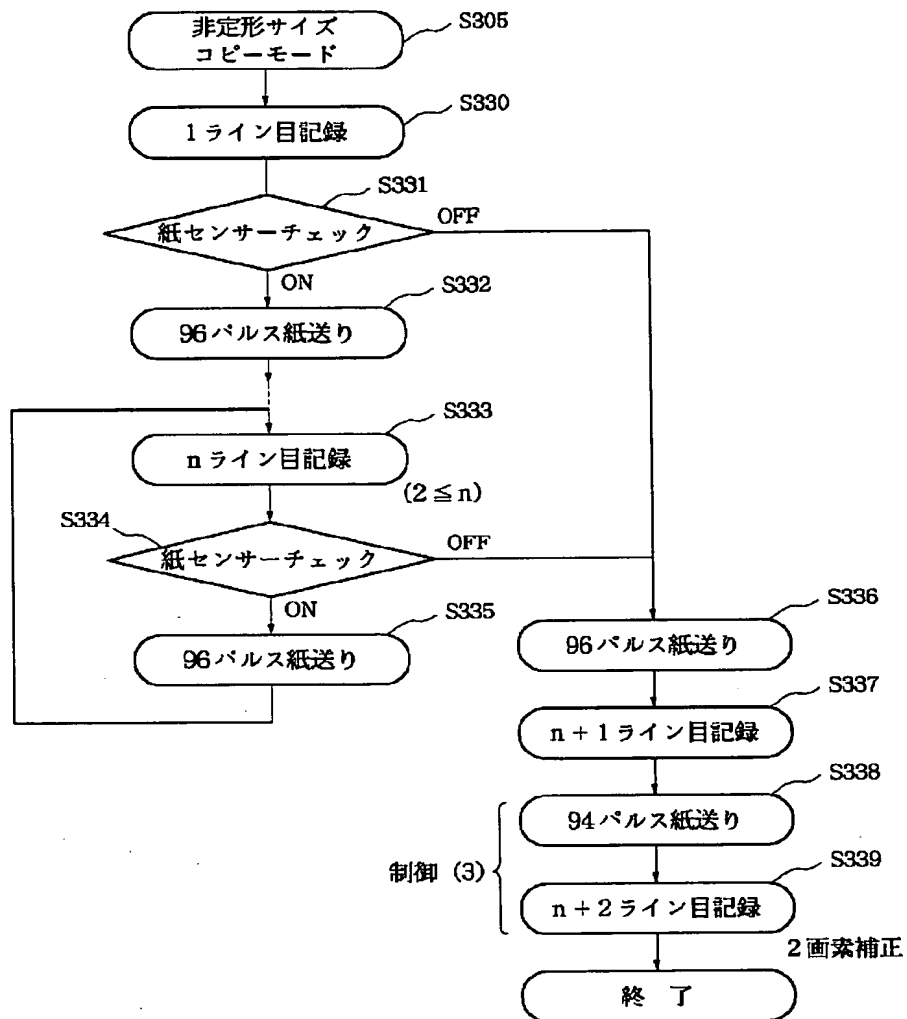 非定形サイズ
コピーモード
S305
1ライン目記録
S330
紙センサーチェック
S331
OFF
ON
96パルス紙送り
S332
nライン目記録
S333
(2≦n)
紙センサーチェック
S334
OFF
ON
96パルス紙送り
S335
96パルス紙送り
S336
n+1ライン目記録
S337
94パルス紙送り
S338
制御 (3)
n+2ライン目記録
S339
2画素補正
終 了